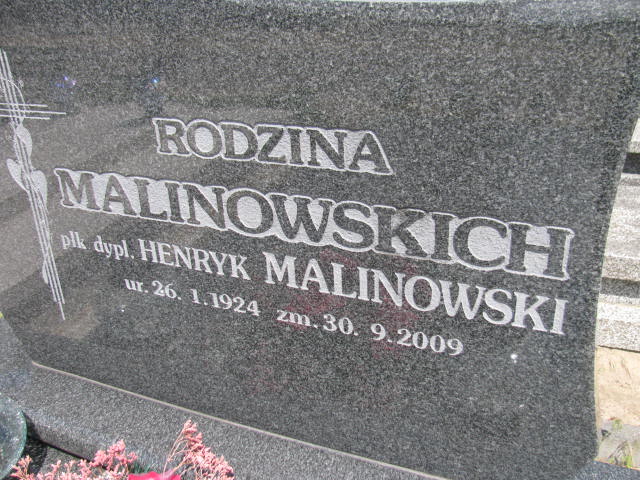 RODZINA
MALINOWSKICH
płk dypl. HENRYK MALINOWSKI
ur. 26. 1. 1924 zm. 30. 9. 2009